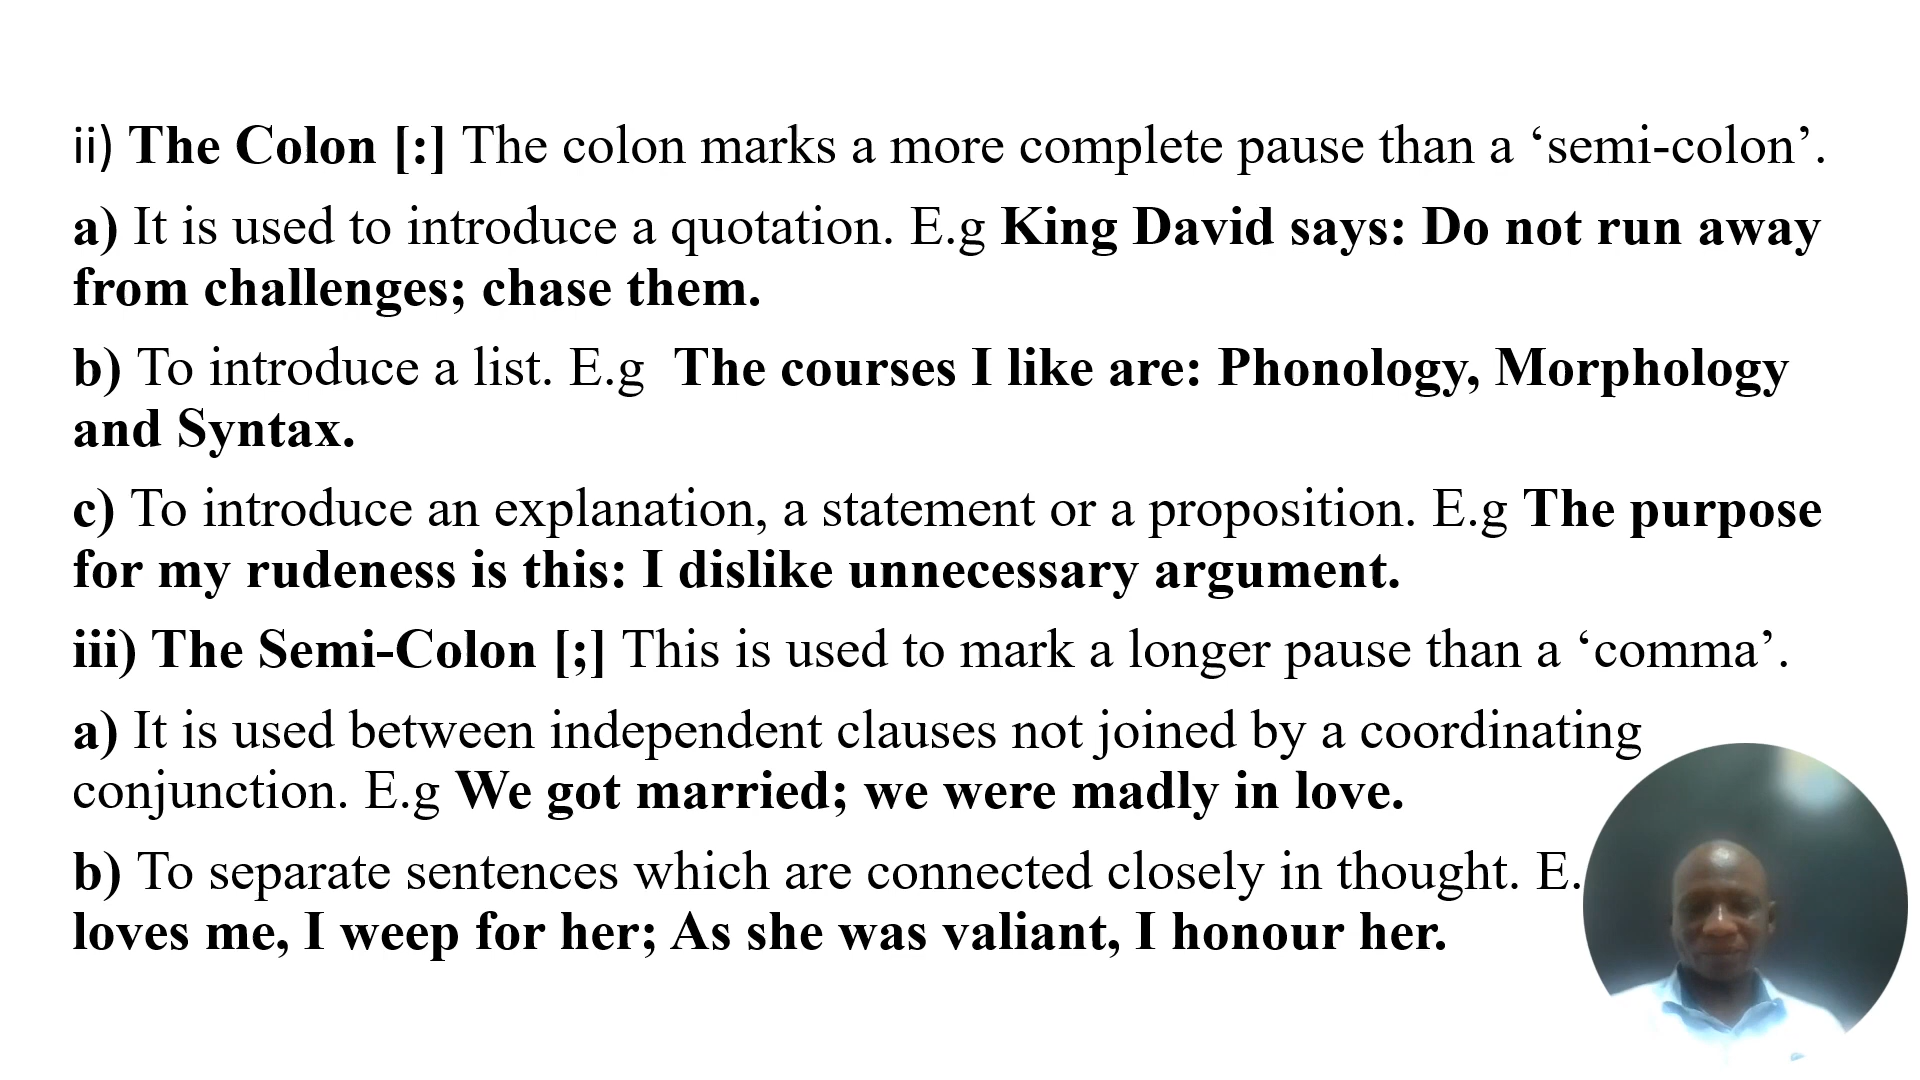 ii) The Colon [:] The colon marks a more complete pause than a ‘semi-colon’.
a) It is used to introduce a quotation. E.g King David says: Do not run away
from challenges; chase them.
b) To introduce a list. E.g  The courses I like are: Phonology, Morphology
and Syntax.
c) To introduce an explanation, a statement or a proposition. E.g The purpose
for my rudeness is this: I dislike unnecessary argument.
iii) The Semi-Colon [;] This is used to mark a longer pause than a ‘comma’.
a) It is used between independent clauses not joined by a coordinating
conjunction. E.g We got married; we were madly in love.
b) To separate sentences which are connected closely in thought. E.
loves me, I weep for her; As she was valiant, I honour her.